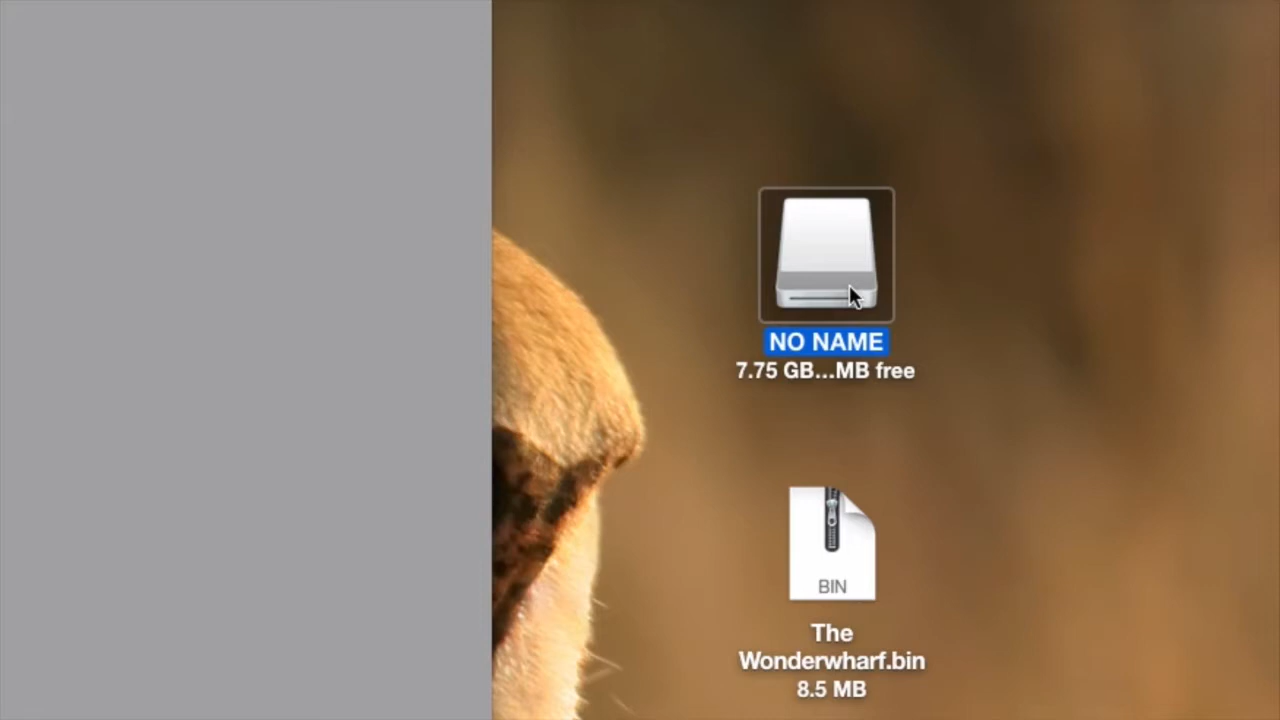 NO NAME
7.75 GB...MB free
BIN
The
Wonderwharf.bin
8.5 MB